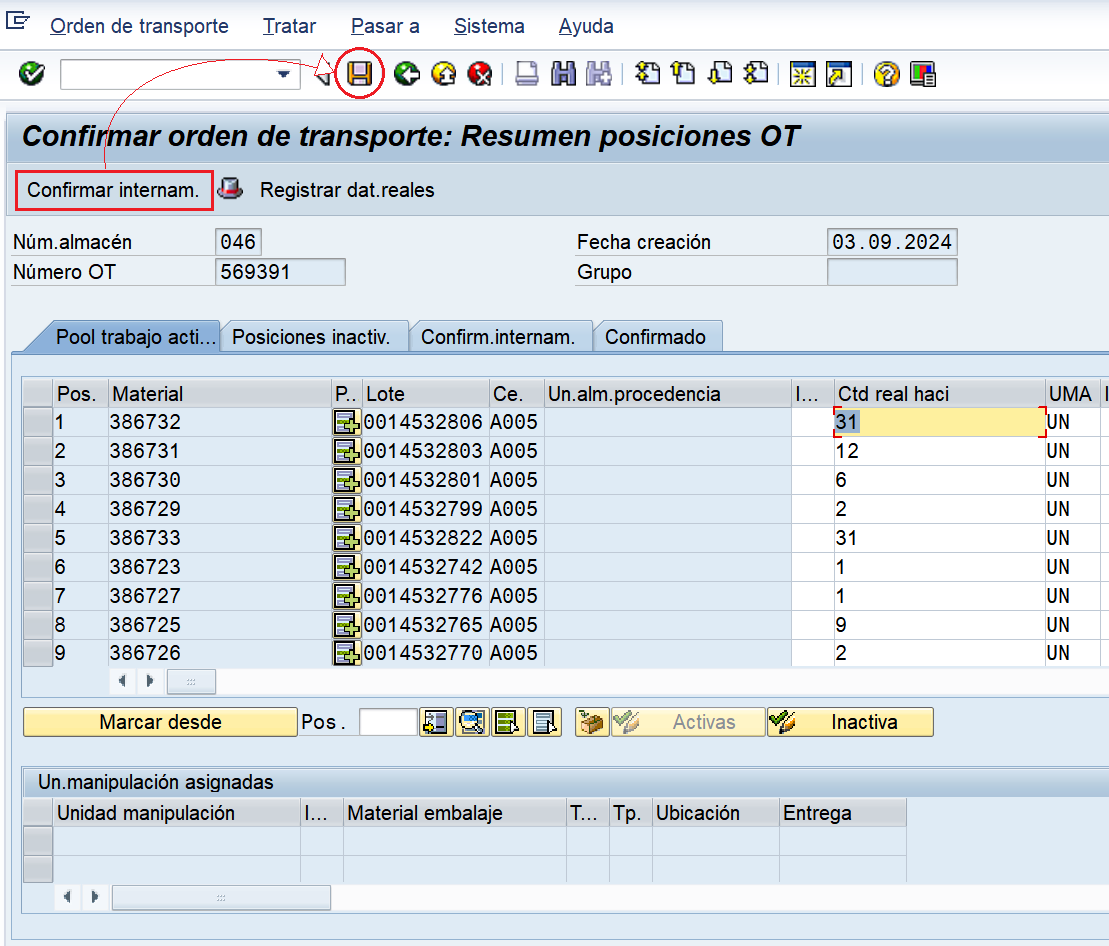 Orden de transporte Tratar Pasar a Sistema Ayuda
Confirmar orden de transporte: Resumen posiciones OT
Confirmar internam. Registrar dat.reales
Núm.almacén 046 Fecha creación 03.09.2024
Número OT 569391 Grupo
Pool trabajo acti... Posiciones inactiv. Confirm.internam. Confirmado
Pos. Material P.. Lote Ce. Un.alm.procedencia I... Ctd real haci UMA
1 386732 0014532806 A005 31 UN
2 386731 0014532803 A005 12 UN
3 386730 0014532801 A005 6 UN
4 386729 0014532799 A005 2 UN
5 386733 0014532822 A005 31 UN
6 386723 0014532742 A005 1 UN
7 386727 0014532776 A005 1 UN
8 386725 0014532765 A005 9 UN
9 386726 0014532770 A005 2 UN
Marcar desde Pos. Activas Inactiva
Un.manipulación asignadas
Unidad manipulación I... Material embalaje T... Tp. Ubicación Entrega